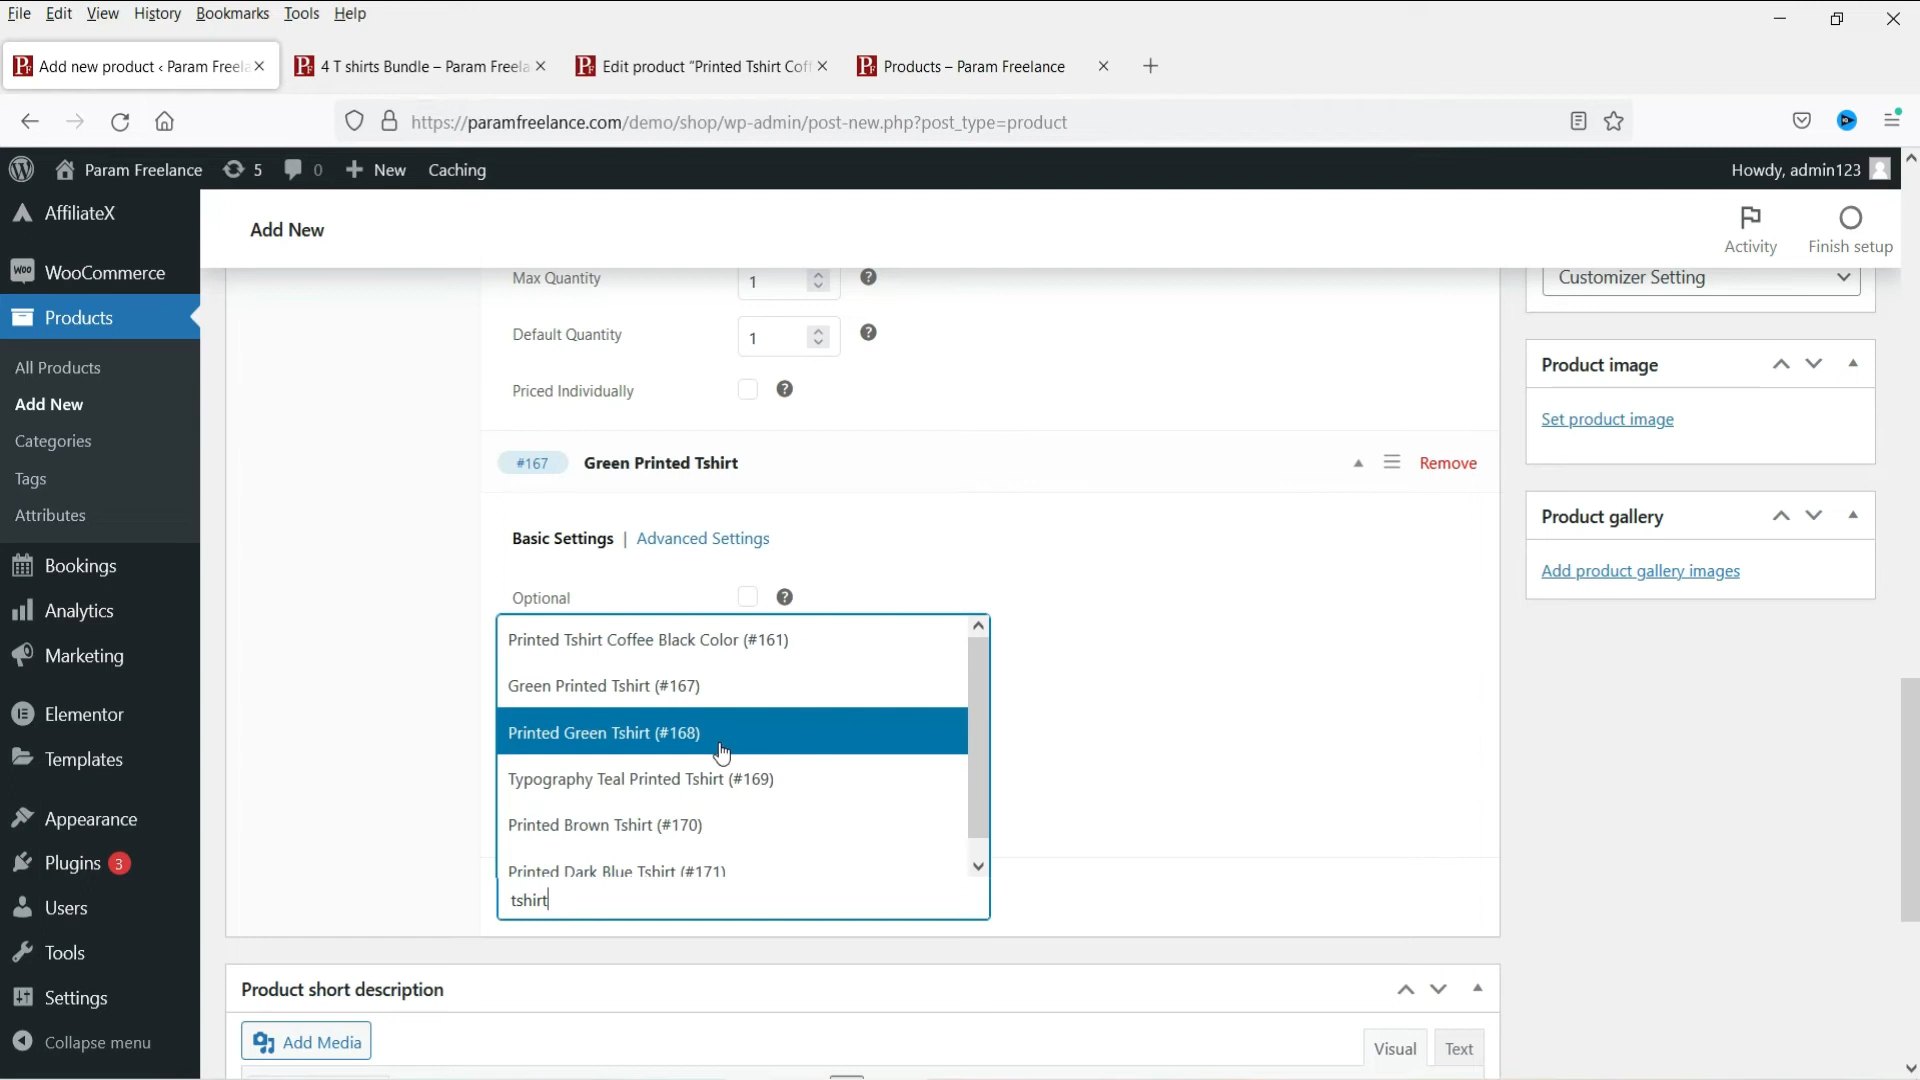 File Edit View History Bookmarks Tools Help
Add new product ‹ Param Freela
4 T shirts Bundle – Param Freela
Edit product "Printed Tshirt Coff
Products – Param Freelance
https://paramfreelance.com/demo/shop/wp-admin/post-new.php?post_type=product
Param Freelance 5 0 New Caching
Howdy, admin123
AffiliateX
WooCommerce
Products
All Products
Add New
Categories
Tags
Attributes
Bookings
Analytics
Marketing
Elementor
Templates
Appearance
Plugins 3
Users
Tools
Settings
Collapse menu
Add New
Activity
Finish setup
Max Quantity 1
Default Quantity 1
Priced Individually
#167 Green Printed Tshirt Remove
Basic Settings | Advanced Settings
Optional
Printed Tshirt Coffee Black Color (#161)
Green Printed Tshirt (#167)
Printed Green Tshirt (#168)
Typography Teal Printed Tshirt (#169)
Printed Brown Tshirt (#170)
Printed Dark Blue Tshirt (#171)
tshirt
Product short description
Add Media
Visual Text
Customizer Setting
Product image
Set product image
Product gallery
Add product gallery images